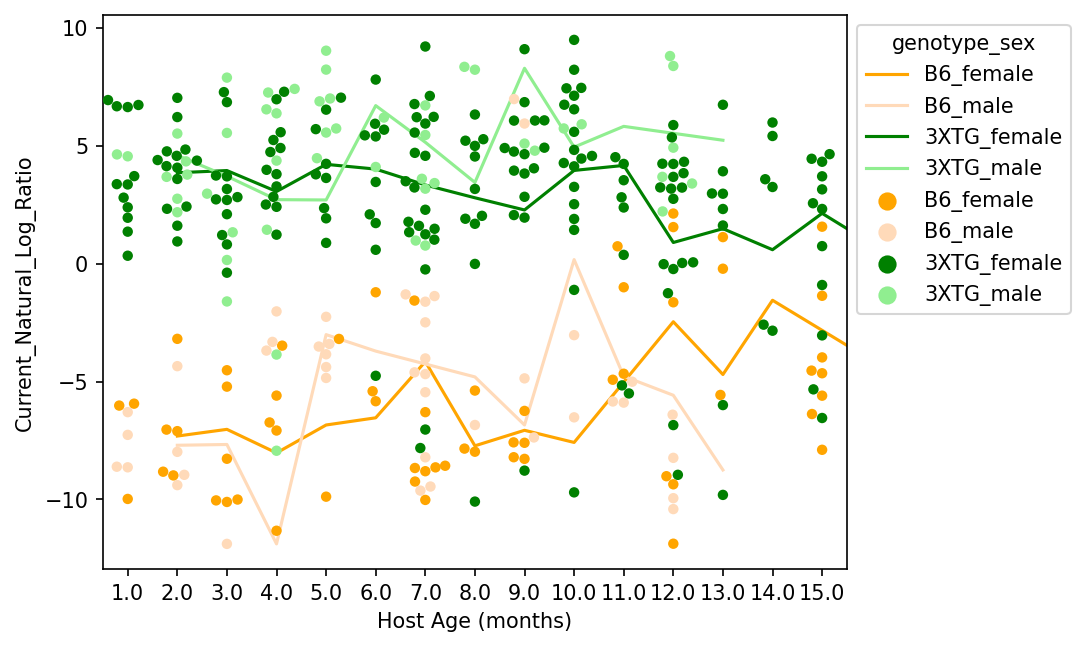 Current_Natural_Log_Ratio
10
5
0
−5
−10
1.0 2.0 3.0 4.0 5.0 6.0 7.0 8.0 9.0 10.0 11.0 12.0 13.0 14.0 15.0
Host Age (months)
genotype_sex
B6_female
B6_male
3XTG_female
3XTG_male
B6_female
B6_male
3XTG_female
3XTG_male